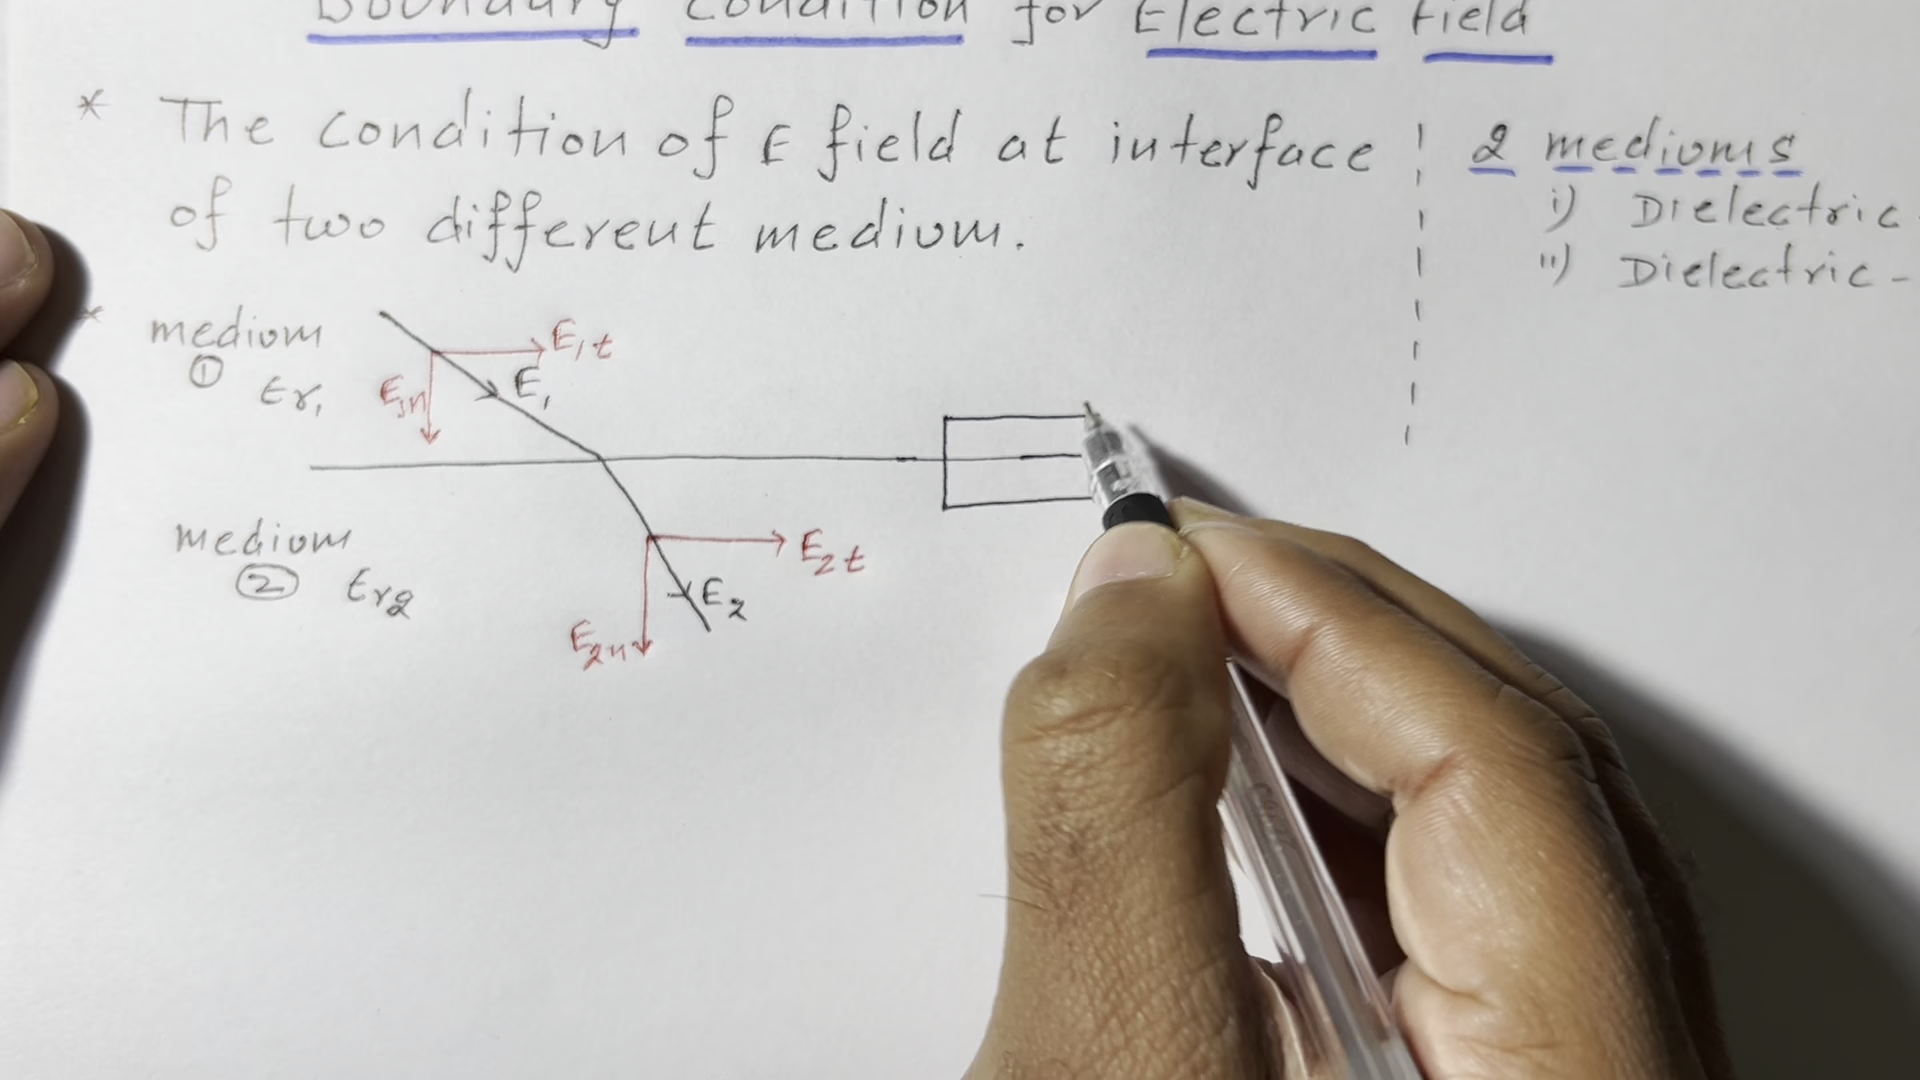 Boundary Condition for Electric Field
* The condition of E field at interface
of two different medium.
2 mediums
i) Dielectric
ii) Dielectric -
* medium
① εr₁
E₁t
E₁n
E₁
medium
② εr₂
E₂t
E₂n
E₂